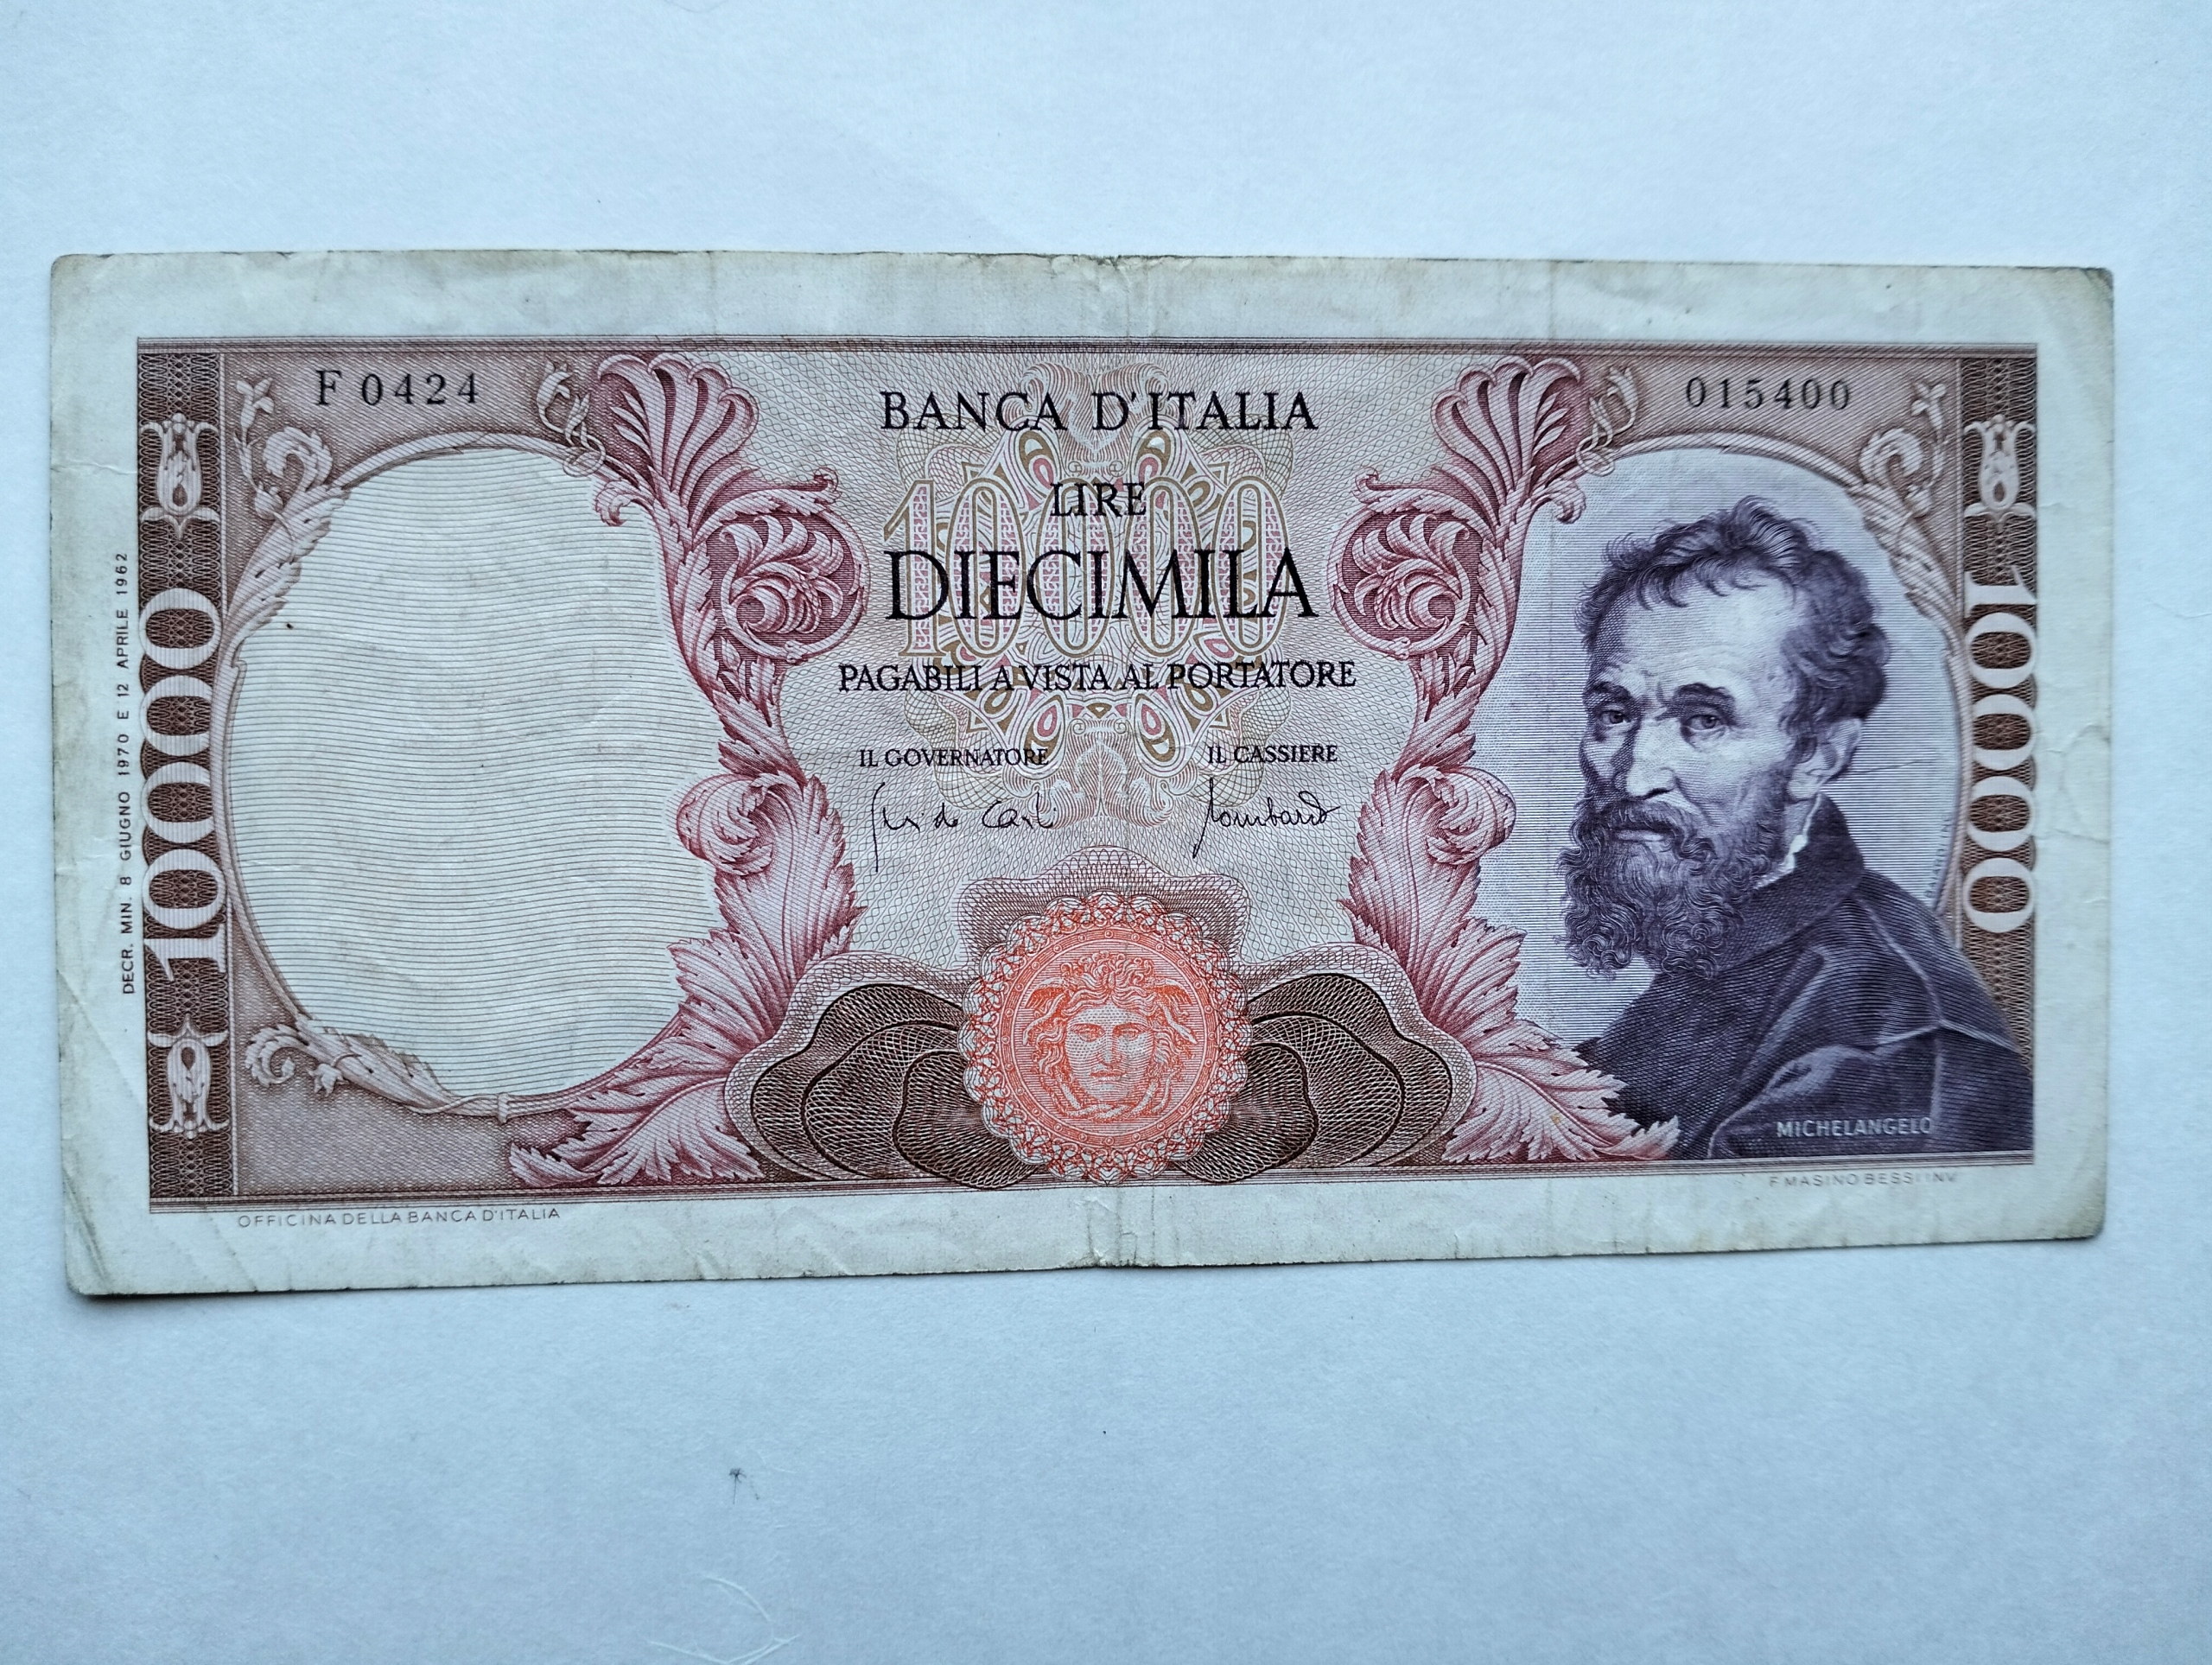 F 0424
015400
BANCA D'ITALIA
10000
LIRE
DIECIMILA
PAGABILI A VISTA AL PORTATORE
IL GOVERNATORE
IL CASSIERE
10000
10000
DECR. MIN. 8 GIUGNO 1970 E 12 APRILE 1962
MICHELANGELO
OFFICINA DELLA BANCA D'ITALIA
F. MASINO BESSI INV.